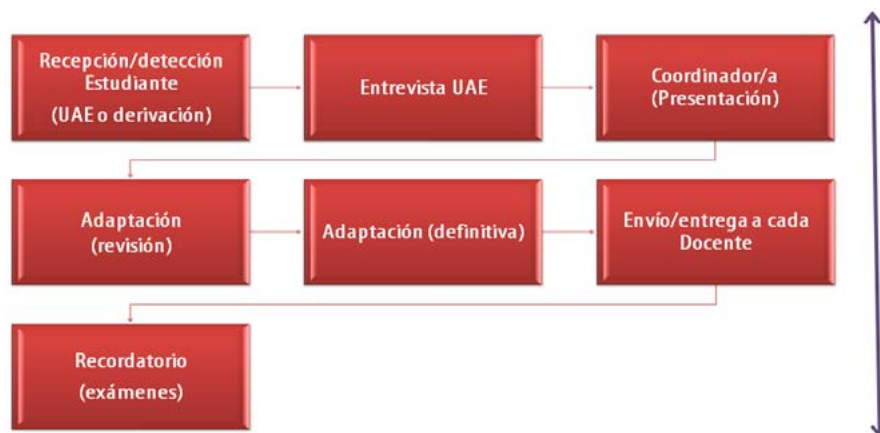 Recepción/detección
Estudiante
(UAE o derivación)
Entrevista UAE
Coordinador/a
(Presentación)
Adaptación
(revisión)
Adaptación (definitiva)
Envío/entrega a cada
Docente
Recordatorio
(exámenes)